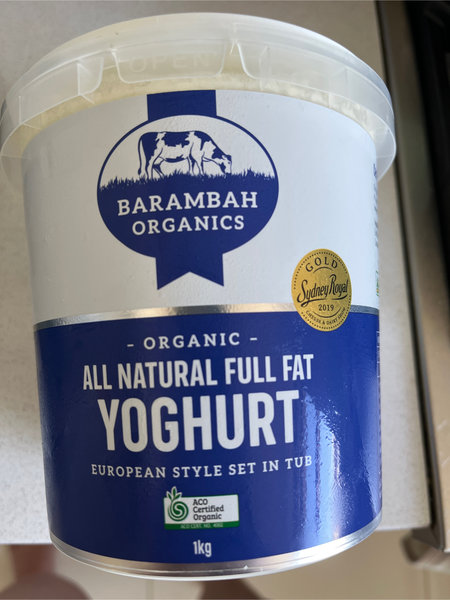 OPEN
BARAMBAH
ORGANICS
GOLD
Sydney Royal
2019
- ORGANIC -
ALL NATURAL FULL FAT
YOGHURT
EUROPEAN STYLE SET IN TUB
ACO
Certified
Organic
1kg